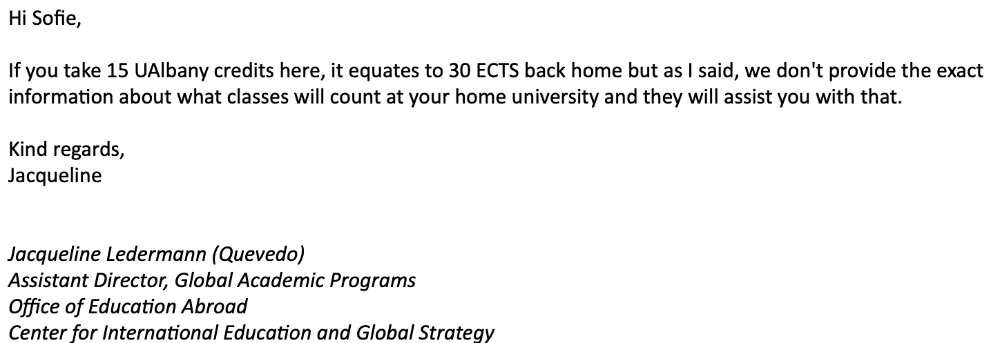 Hi Sofie,
If you take 15 UAlbany credits here, it equates to 30 ECTS back home but as I said, we don't provide the exact
information about what classes will count at your home university and they will assist you with that.
Kind regards,
Jacqueline
Jacqueline Ledermann (Quevedo)
Assistant Director, Global Academic Programs
Office of Education Abroad
Center for International Education and Global Strategy